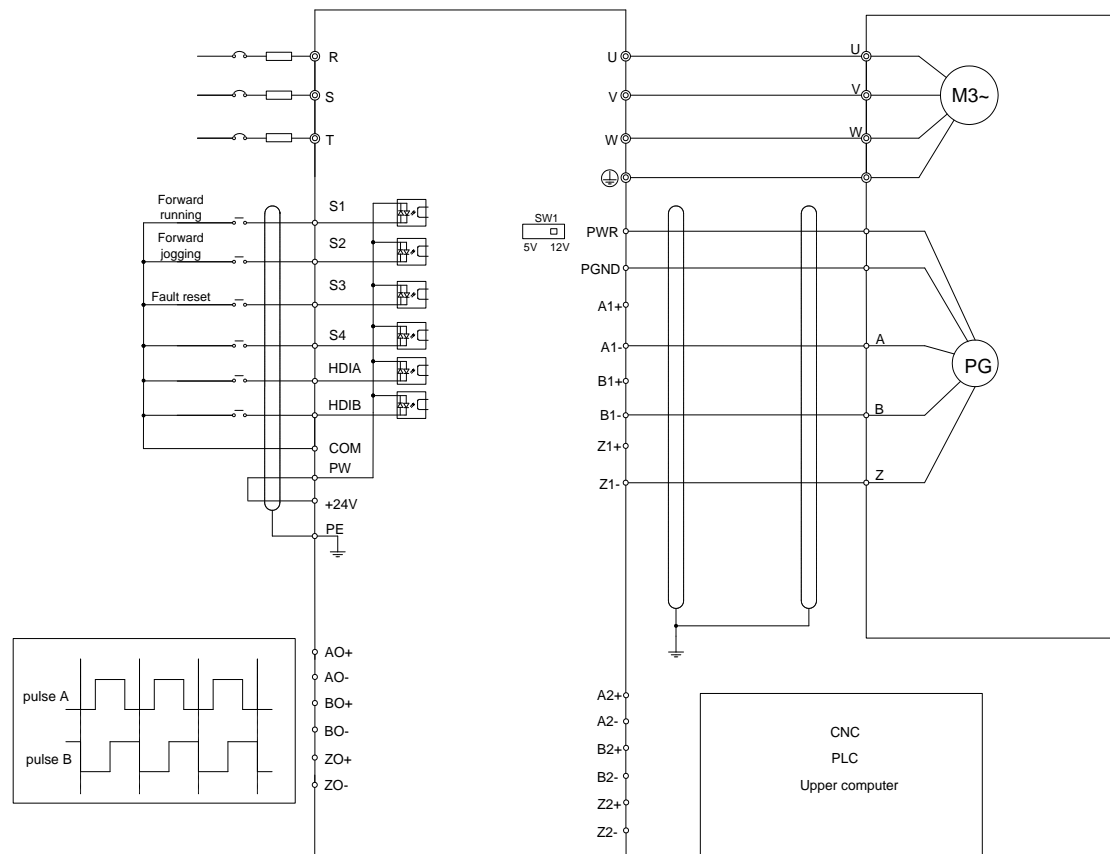 R
S
T
Forward
running
Forward
jogging
Fault reset
S1
S2
S3
S4
HDIA
HDIB
COM
PW
+24V
PE
AO+
AO-
BO+
BO-
ZO+
ZO-
pulse A
pulse B
U
V
W
SW1
5V 12V
PWR
PGND
A1+
A1-
B1+
B1-
Z1+
Z1-
A2+
A2-
B2+
B2-
Z2+
Z2-
U
V
W
M3~
A
B
Z
PG
CNC
PLC
Upper computer